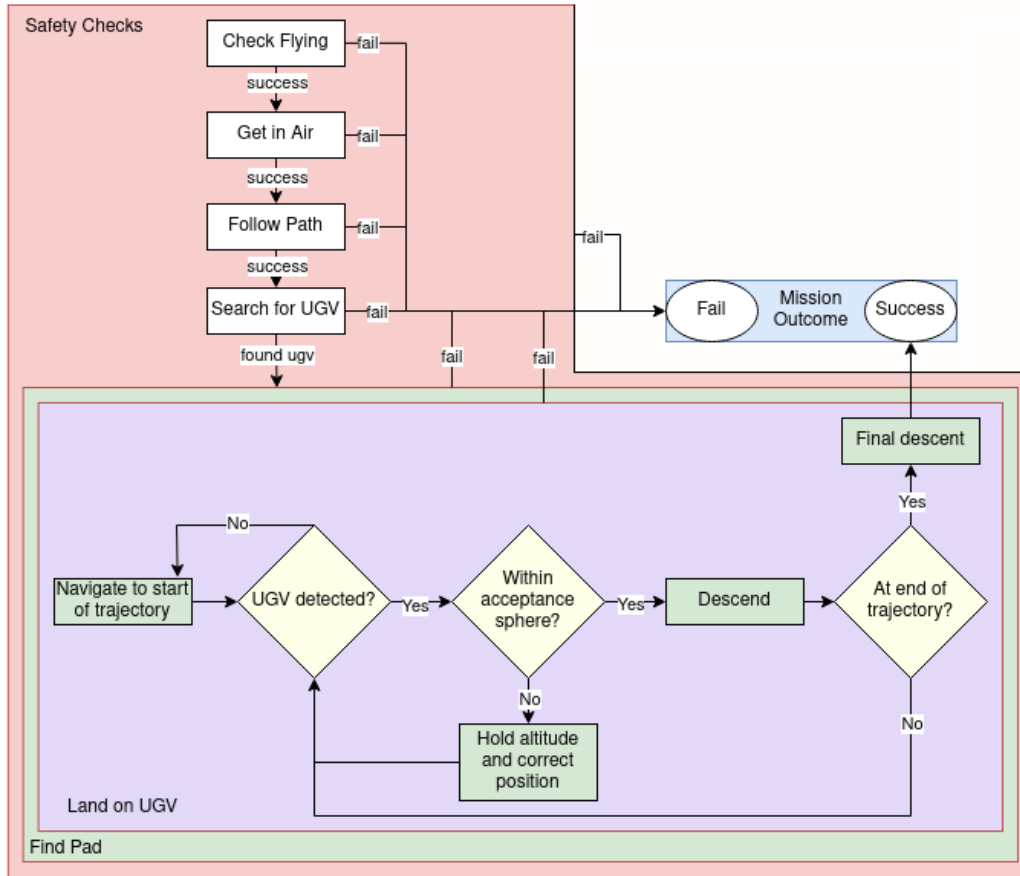 Safety Checks
Check Flying
fail
success
Get in Air
fail
success
Follow Path
fail
success
Search for UGV
fail
found ugv
fail
fail
fail
Fail
Mission
Outcome
Success
Final descent
Yes
No
Navigate to start
of trajectory
UGV detected?
Yes
Within
acceptance
sphere?
Yes
Descend
At end of
trajectory?
No
Hold altitude
and correct
position
No
Land on UGV
Find Pad